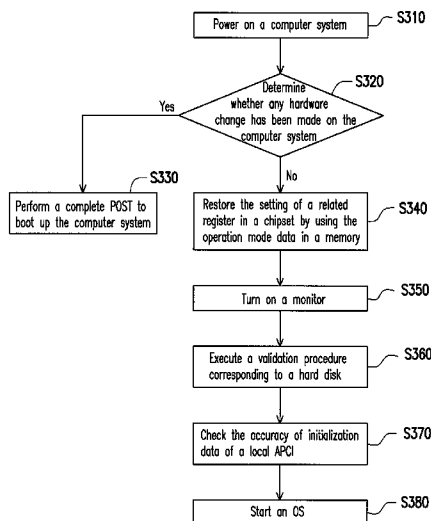 Power on a computer system
S310
Determine
whether any hardware
change has been made on the
computer system
S320
Yes
No
S330
Perform a complete POST to
boot up the computer system
Restore the setting of a related
register in a chipset by using the
operation mode data in a memory
S340
Turn on a monitor
S350
Execute a validation procedure
corresponding to a hard disk
S360
Check the accuracy of initialization
data of a local APCI
S370
Start an OS
S380